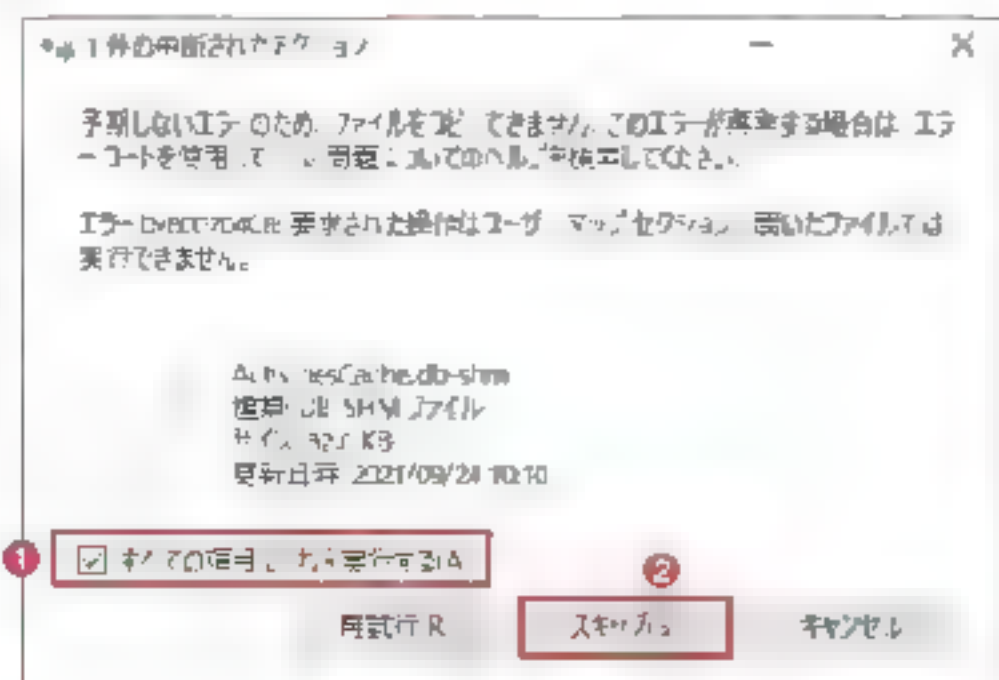 1 件の中断されたアクション
予期しないエラーのため、ファイルをコピーできません。このエラーが再発する場合は、エラ
ー コードを使用して、この問題についてのヘルプを検索してください。
エラー 要求された操作はユーザー マップ セクションで開いたファイルでは
実行できません。
ActivitiesCache.db-shm
種類: DB-SHM ファイル
サイズ: KB
更新日時: 2021/09/24 10:10
1 すべての項目にこれを実行する(A)
2
再試行(R) スキップ(S) キャンセル